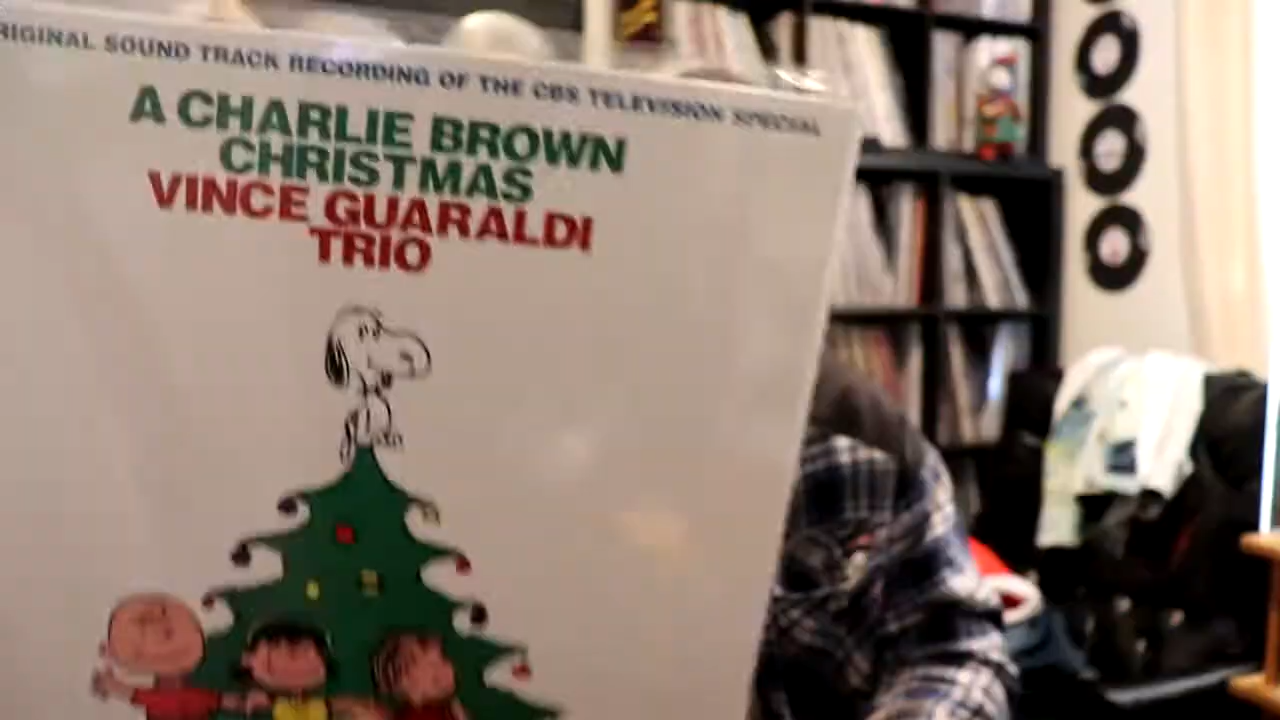 RIGINAL SOUND TRACK RECORDING OF THE CBS TELEVISION SPECIAL
A CHARLIE BROWN
CHRISTMAS
VINCE GUARALDI
TRIO